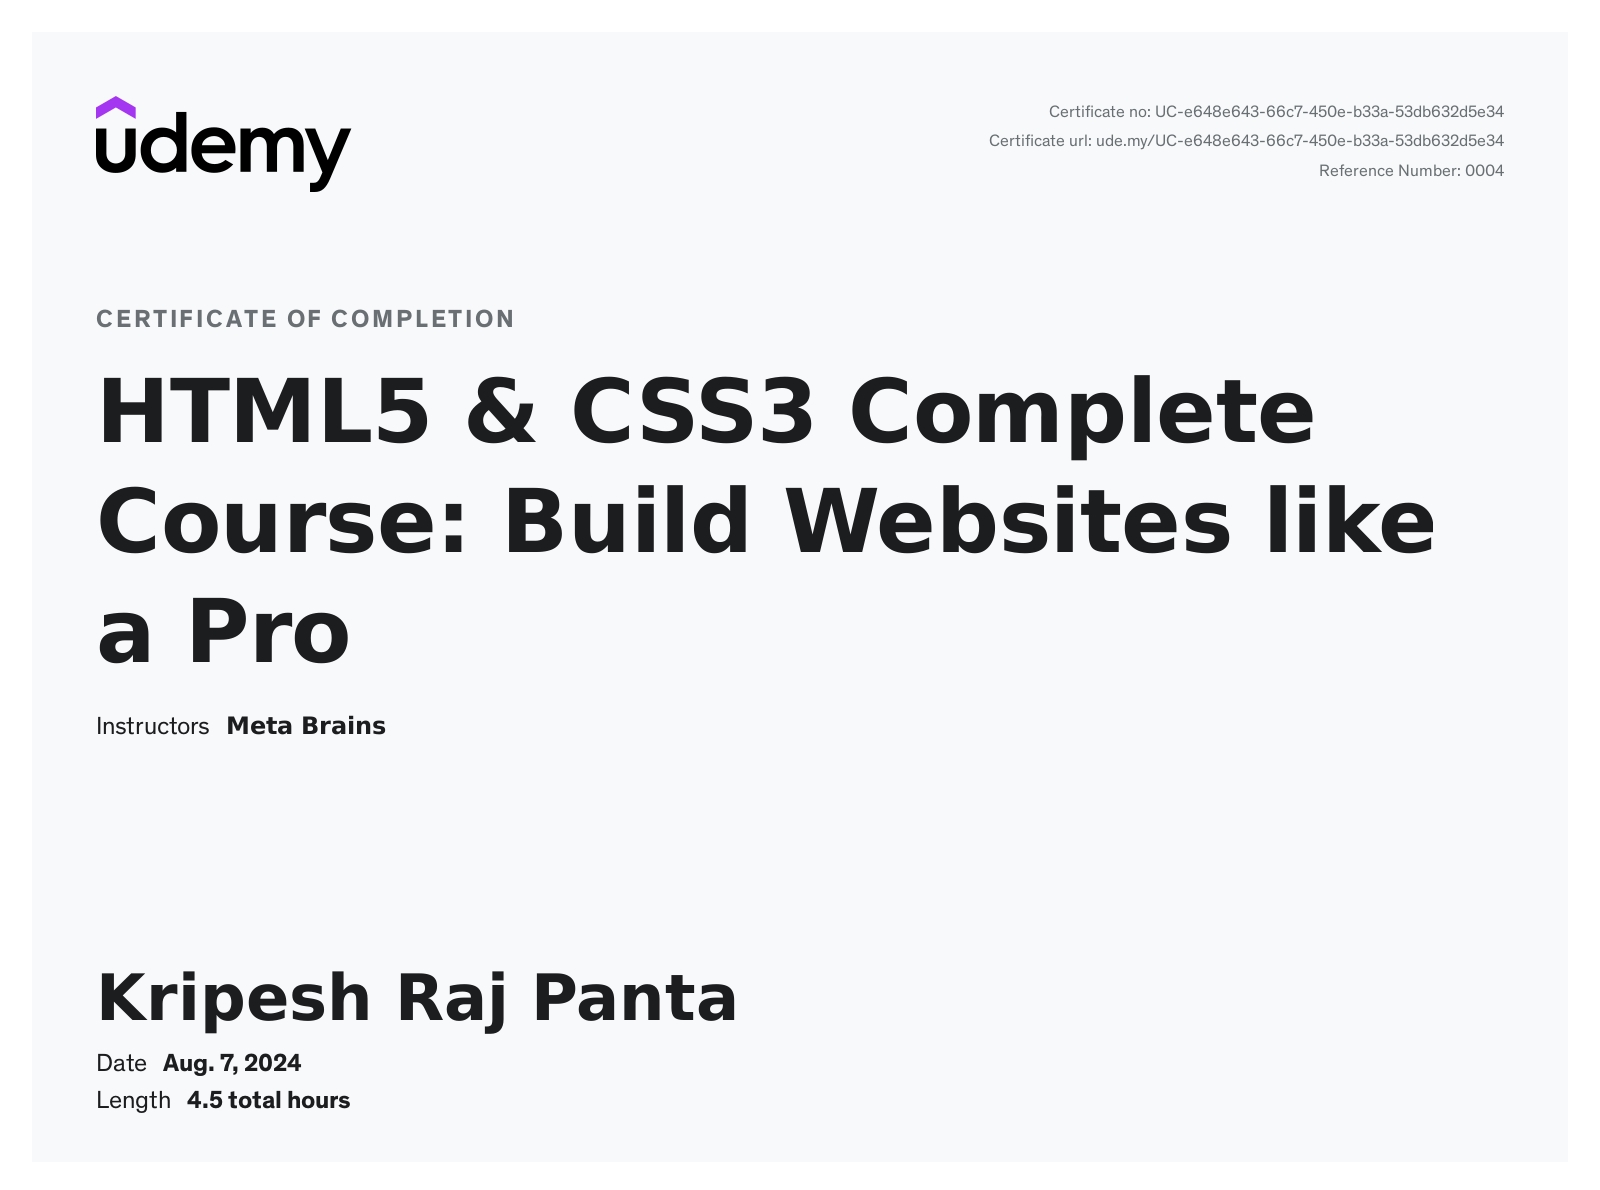 udemy
Certificate no: UC-e648e643-66c7-450e-b33a-53db632d5e34
Certificate url: ude.my/UC-e648e643-66c7-450e-b33a-53db632d5e34
Reference Number: 0004
CERTIFICATE OF COMPLETION
HTML5 & CSS3 Complete
Course: Build Websites like
a Pro
Instructors Meta Brains
Kripesh Raj Panta
Date Aug. 7, 2024
Length 4.5 total hours